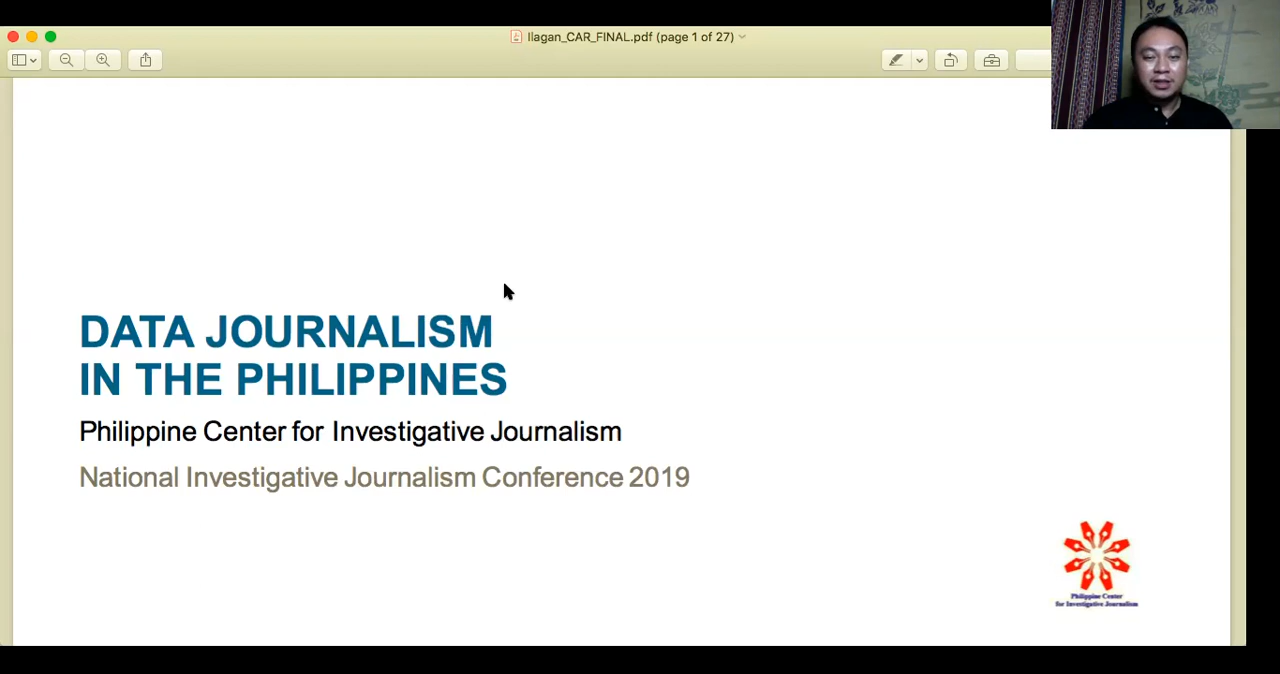 Ilagan_CAR_FINAL.pdf (page 1 of 27)
DATA JOURNALISM
IN THE PHILIPPINES
Philippine Center for Investigative Journalism
National Investigative Journalism Conference 2019
Philippine Center
for Investigative Journalism